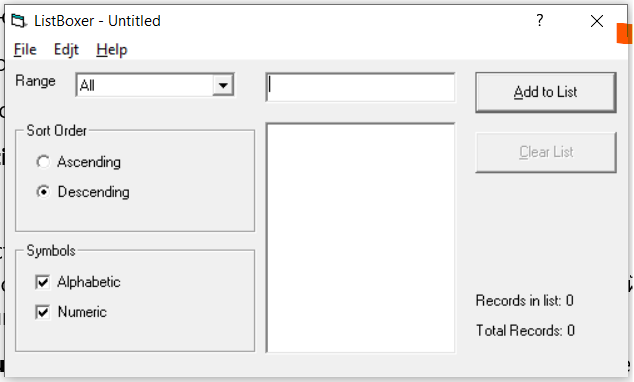 ListBoxer - Untitled
File Edit Help
Range All Add to List
Sort Order
Ascending
Descending
Clear List
Symbols
Alphabetic
Numeric
Records in list: 0
Total Records: 0